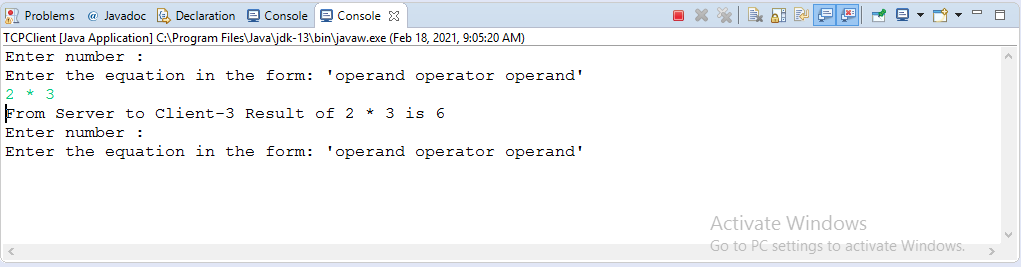 Problems @ Javadoc Declaration Console Console
TCPClient [Java Application] C:\Program Files\Java\jdk-13\bin\javaw.exe (Feb 18, 2021, 9:05:20 AM)
Enter number :
Enter the equation in the form: 'operand operator operand'
2 * 3
From Server to Client-3 Result of 2 * 3 is 6
Enter number :
Enter the equation in the form: 'operand operator operand'
Activate Windows
Go to PC settings to activate Windows.